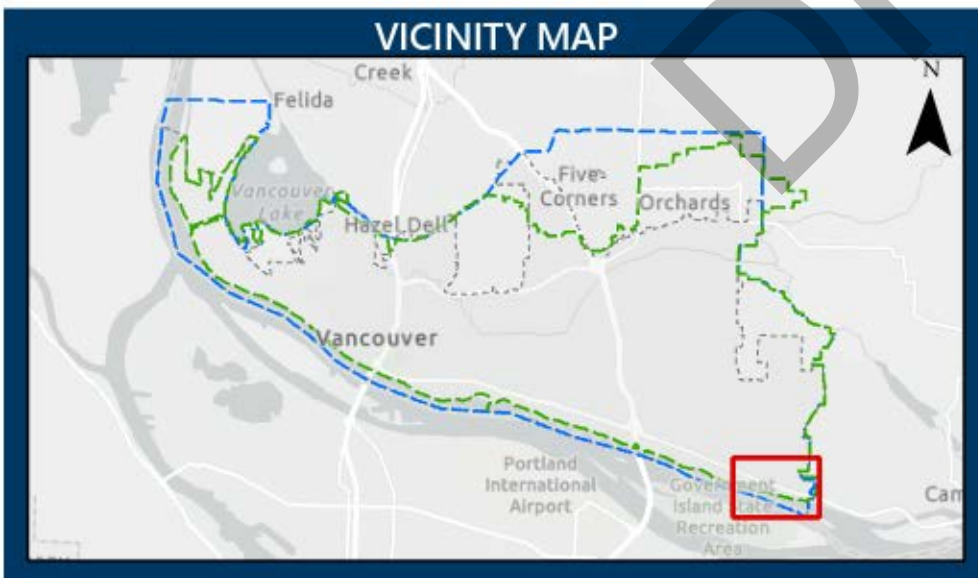 VICINITY MAP
N
Creek
Felida
Vancouver
Lake
Five
Corners
Orchards
Hazel Dell
Vancouver
Portland
International
Airport
Government
Island State
Recreation
Area
Cam